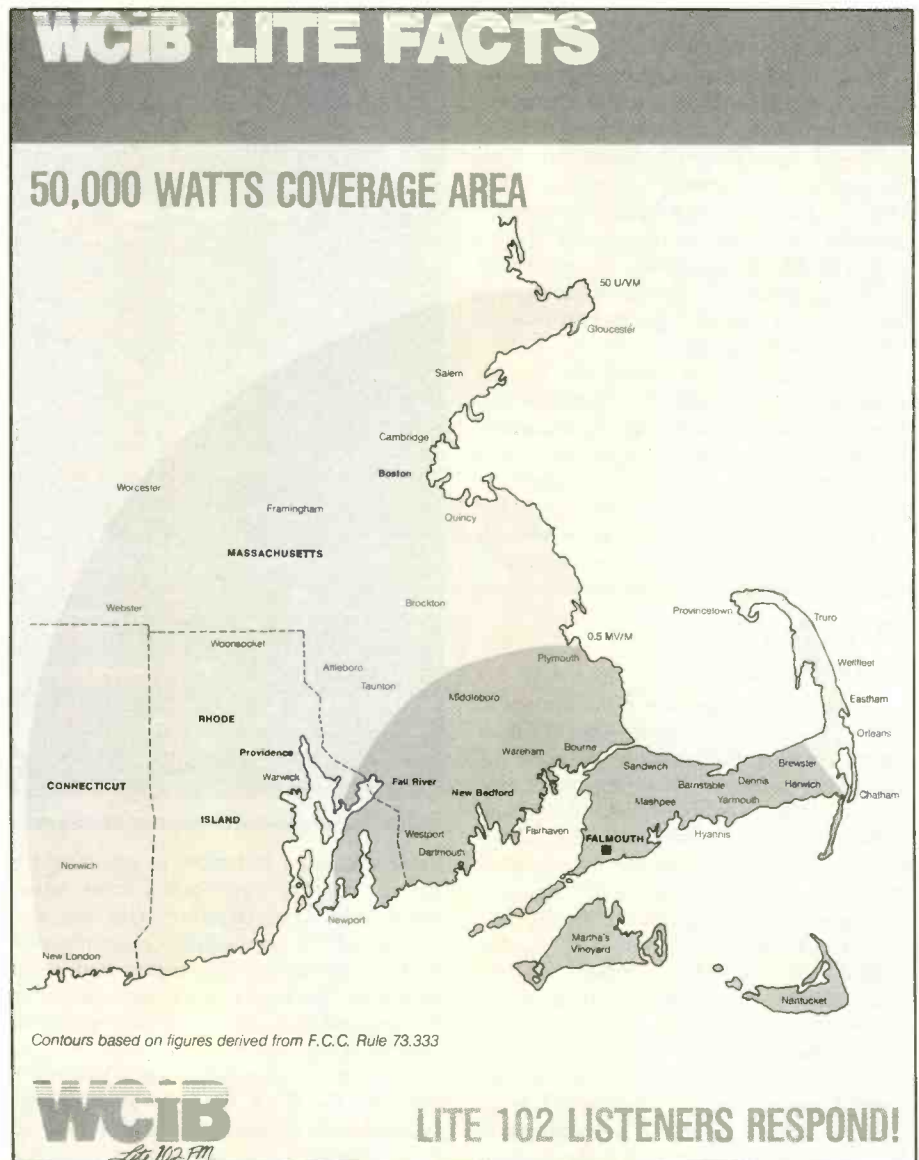 WCIB LITE FACTS
50,000 WATTS COVERAGE AREA
50 U/VM
Gloucester
Salem
Cambridge
Boston
Worcester
Framingham
Quincy
MASSACHUSETTS
Webster
Brockton
Provincetown
Truro
Woonsocket
0.5 MV/M
Plymouth
Attleboro
Taunton
Wellfleet
Middleboro
Eastham
RHODE
Orleans
Providence
Wareham
Bourne
Sandwich
Brewster
Warwick
Fall River
Barnstable
Dennis
Harwich
CONNECTICUT
New Bedford
Mashpee
Yarmouth
Chatham
ISLAND
Westport
Fairhaven
FALMOUTH
Hyannis
Dartmouth
Norwich
Newport
New London
Martha's
Vineyard
Nantucket
Contours based on figures derived from F.C.C. Rule 73.333
WCIB
Lite 102 FM
LITE 102 LISTENERS RESPOND!